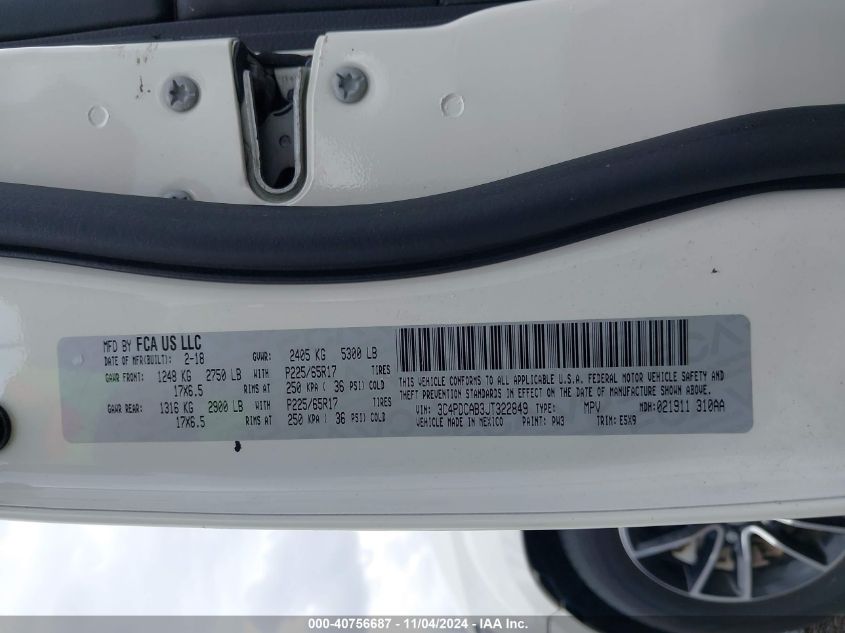 MFD BY FCA US LLC
DATE OF MFR(BUILT): 2-18 GVWR: 2405 KG 5300 LB
GAWR FRONT: 1248 KG 2750 LB WITH P225/65R17 TIRES
17X6.5 RIMS AT 250 KPA ( 36 PSI) COLD
GAWR REAR: 1316 KG 2900 LB WITH P225/65R17 TIRES
17X6.5 RIMS AT 250 KPA ( 36 PSI) COLD
THIS VEHICLE CONFORMS TO ALL APPLICABLE U.S.A. FEDERAL MOTOR VEHICLE SAFETY AND
THEFT PREVENTION STANDARDS IN EFFECT ON THE DATE OF MANUFACTURE SHOWN ABOVE.
VIN: 3C4PDCAB3JT322849 TYPE: MPV MDH: 021911 310AA
VEHICLE MADE IN MEXICO PAINT: PW3 TRIM: E5X9
000-40756687 - 11/04/2024 - IAA Inc.